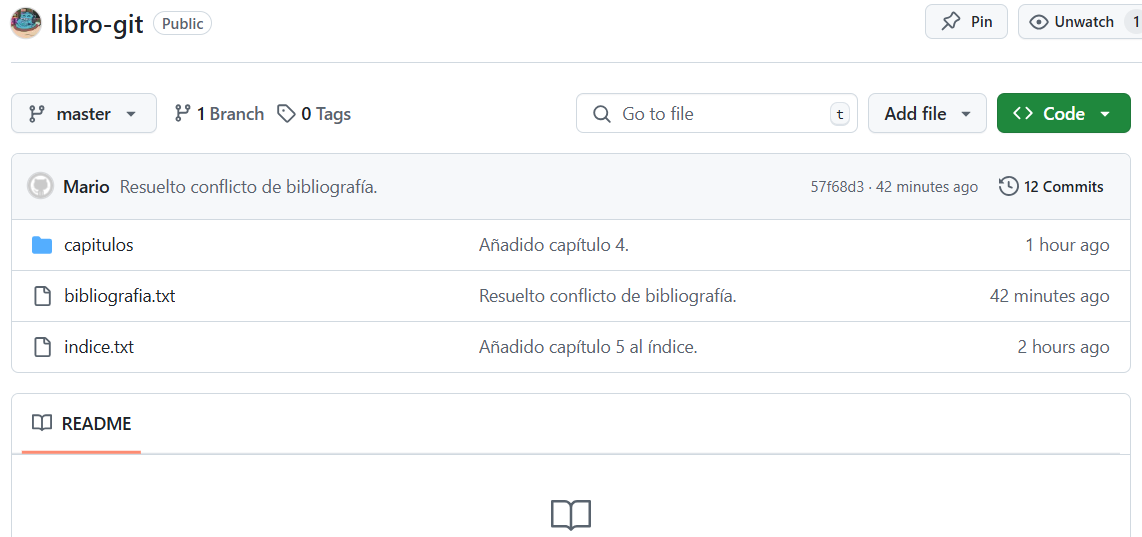 libro-git Public Pin Unwatch 1
master 1 Branch 0 Tags Go to file t Add file Code
Mario Resuelto conflicto de bibliografía. 57f68d3 · 42 minutes ago 12 Commits
capitulos Añadido capítulo 4. 1 hour ago
bibliografia.txt Resuelto conflicto de bibliografía. 42 minutes ago
indice.txt Añadido capítulo 5 al índice. 2 hours ago
README